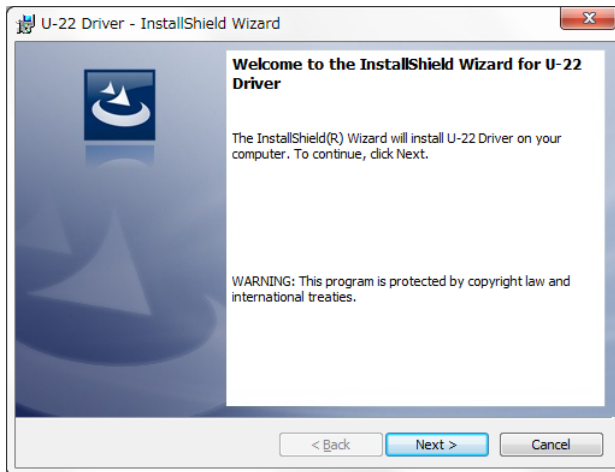 U-22 Driver - InstallShield Wizard
Welcome to the InstallShield Wizard for U-22
Driver
The InstallShield(R) Wizard will install U-22 Driver on your
computer. To continue, click Next.
WARNING: This program is protected by copyright law and
international treaties.
< Back
Next >
Cancel